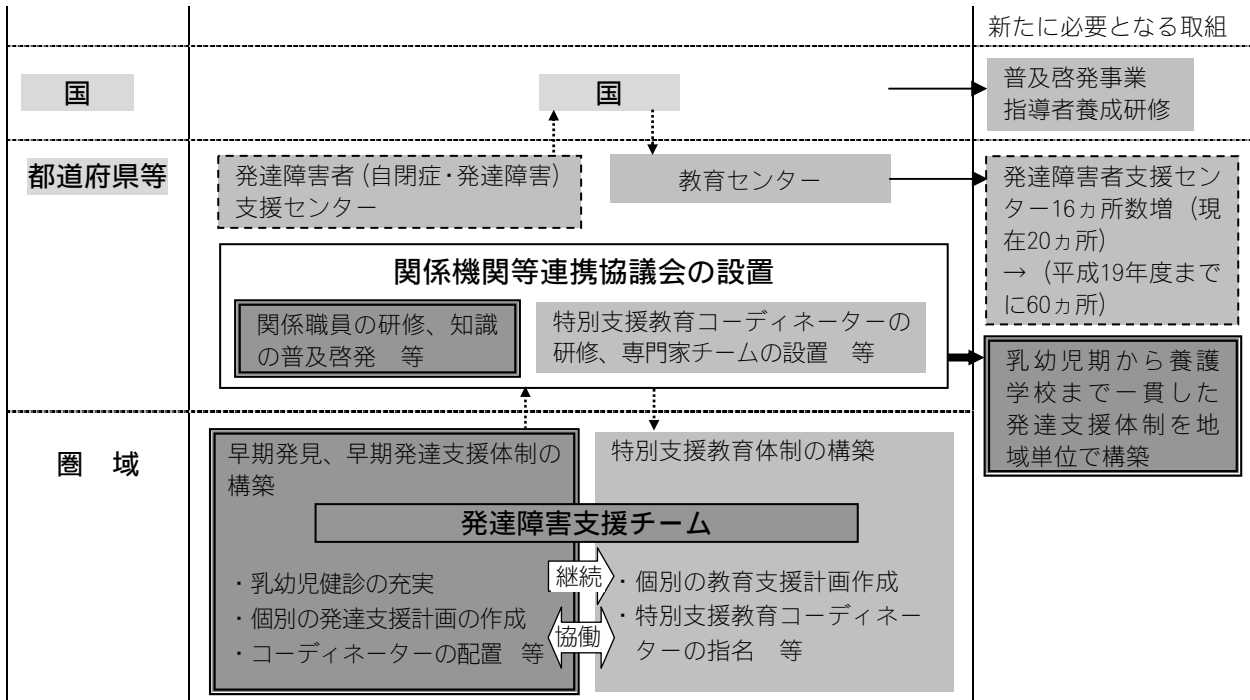 新たに必要となる取組
国
国
普及啓発事業
指導者養成研修
都道府県等
発達障害者（自閉症・発達障害）
支援センター
教育センター
発達障害者支援セン
ター16ヵ所数増（現
在20ヵ所）
→（平成19年度まで
に60ヵ所）
関係機関等連携協議会の設置
関係職員の研修、知識
の普及啓発　等
特別支援教育コーディネーターの
研修、専門家チームの設置　等
乳幼児期から養護
学校まで一貫した
発達支援体制を地
域単位で構築
圏　域
早期発見、早期発達支援体制の
構築
特別支援教育体制の構築
発達障害支援チーム
・乳幼児健診の充実
・個別の発達支援計画の作成
・コーディネーターの配置　等
継続
協働
・個別の教育支援計画作成
・特別支援教育コーディネー
ターの指名　等